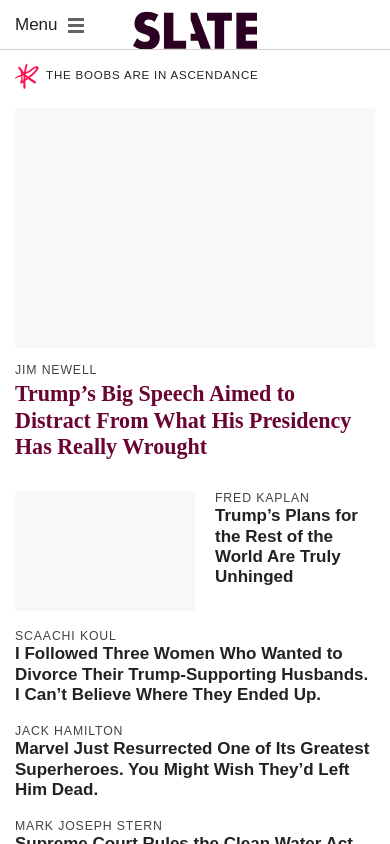 Menu
SLATE
THE BOOBS ARE IN ASCENDANCE
JIM NEWELL
Trump’s Big Speech Aimed to
Distract From What His Presidency
Has Really Wrought
FRED KAPLAN
Trump’s Plans for
the Rest of the
World Are Truly
Unhinged
SCAACHI KOUL
I Followed Three Women Who Wanted to
Divorce Their Trump-Supporting Husbands.
I Can’t Believe Where They Ended Up.
JACK HAMILTON
Marvel Just Resurrected One of Its Greatest
Superheroes. You Might Wish They’d Left
Him Dead.
MARK JOSEPH STERN
Supreme Court Rules the Clean Water Act